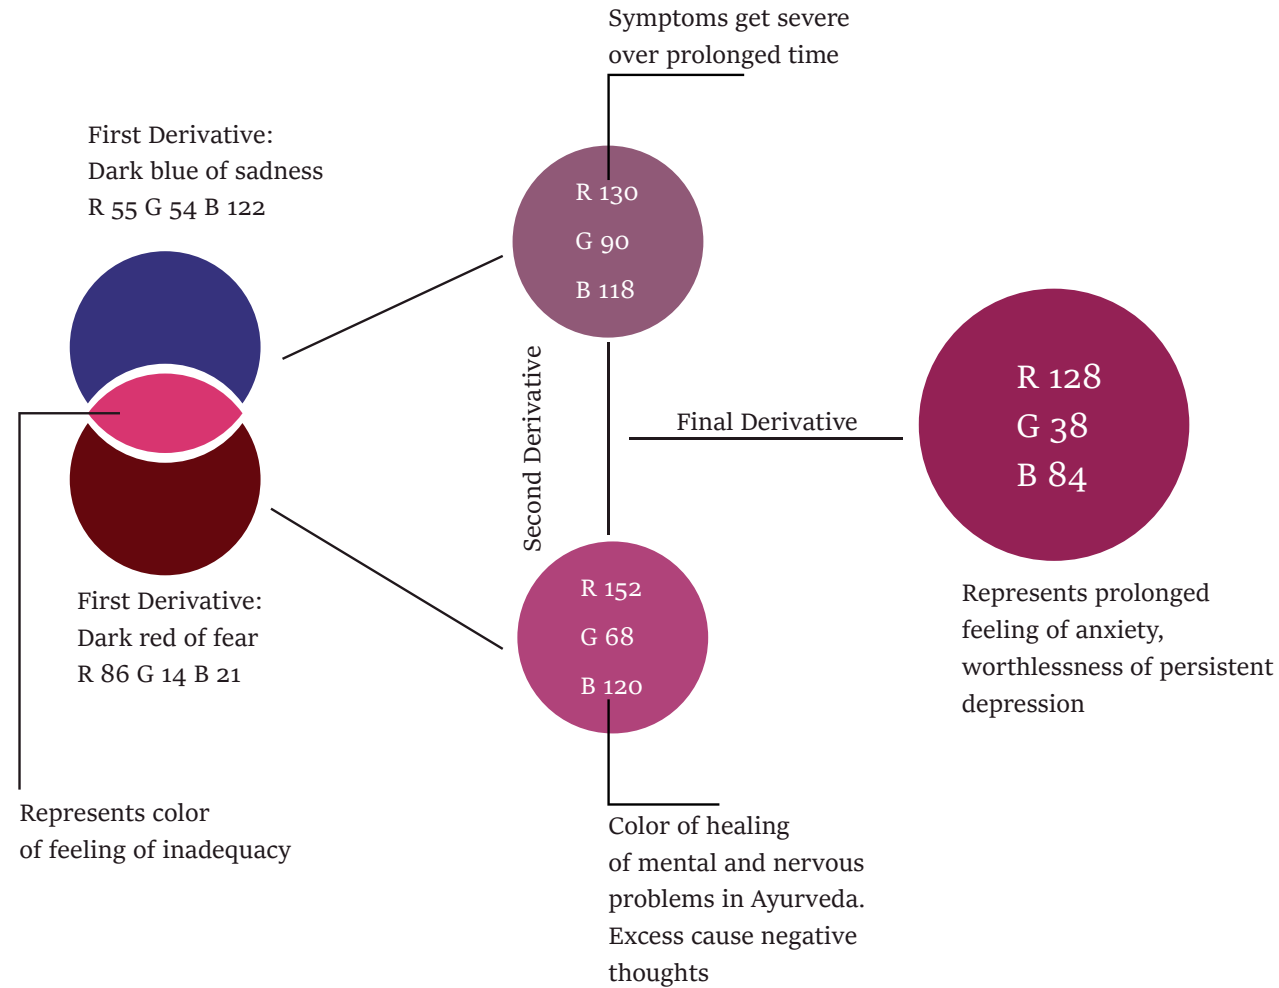 Symptoms get severe
over prolonged time
First Derivative:
Dark blue of sadness
R 55 G 54 B 122
R 130
G 90
B 118
Second Derivative
Final Derivative
R 128
G 38
B 84
Represents prolonged
feeling of anxiety,
worthlessness of persistent
depression
First Derivative:
Dark red of fear
R 86 G 14 B 21
R 152
G 68
B 120
Represents color
of feeling of inadequacy
Color of healing
of mental and nervous
problems in Ayurveda.
Excess cause negative
thoughts